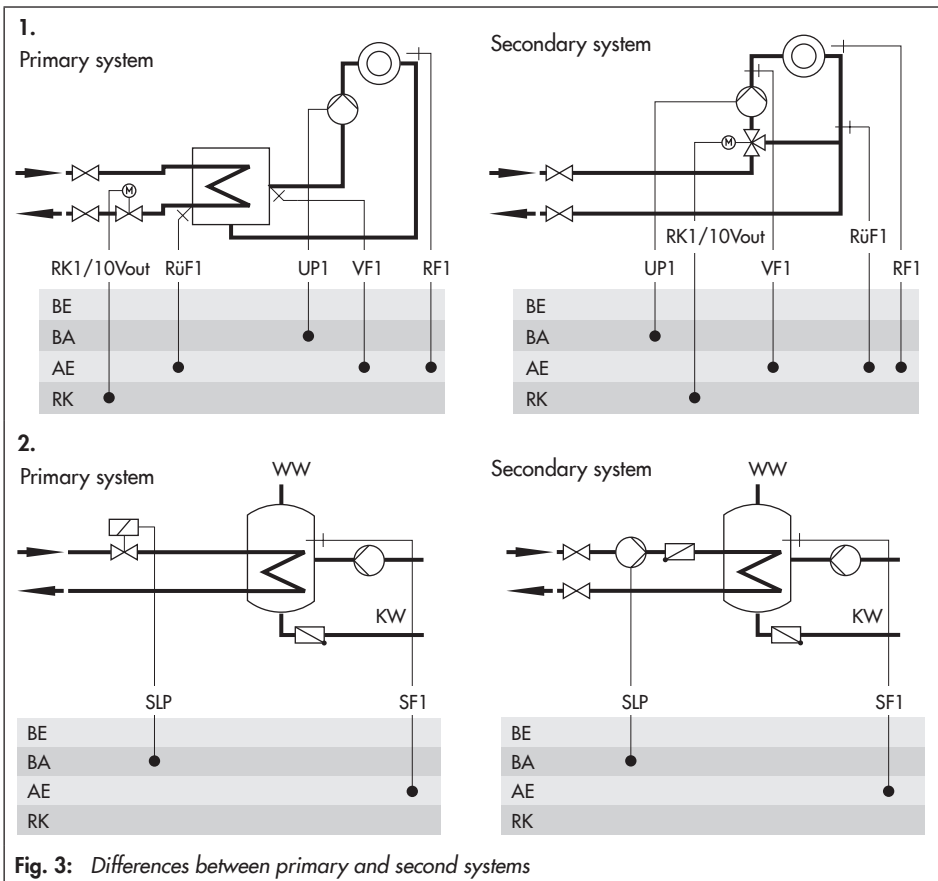 1.
Primary system
Secondary system
M
M
RK1/10Vout RüF1 UP1 VF1 RF1
RK1/10Vout RüF1
UP1 VF1 RF1
BE
BA
AE
RK
BE
BA
AE
RK
2.
Primary system
WW
Secondary system
WW
KW
KW
SLP SF1
SLP SF1
BE
BA
AE
RK
BE
BA
AE
RK
Fig. 3: Differences between primary and second systems